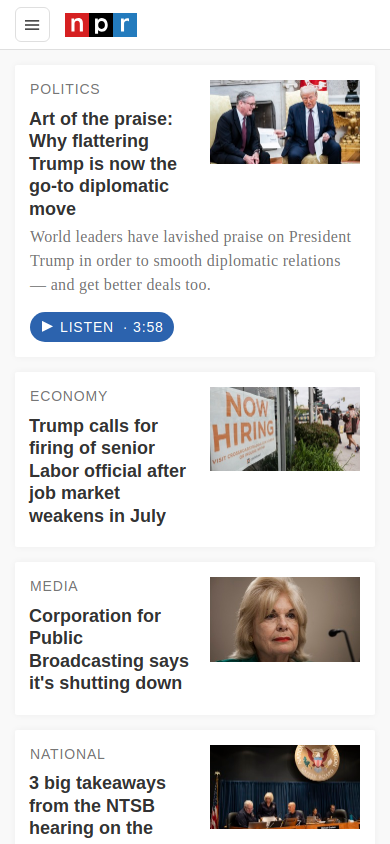 npr
POLITICS
Art of the praise:
Why flattering
Trump is now the
go-to diplomatic
move
World leaders have lavished praise on President
Trump in order to smooth diplomatic relations
— and get better deals too.
LISTEN · 3:58
ECONOMY
Trump calls for
firing of senior
Labor official after
job market
weakens in July
NOW
HIRING
MEDIA
Corporation for
Public
Broadcasting says
it's shutting down
NATIONAL
3 big takeaways
from the NTSB
hearing on the